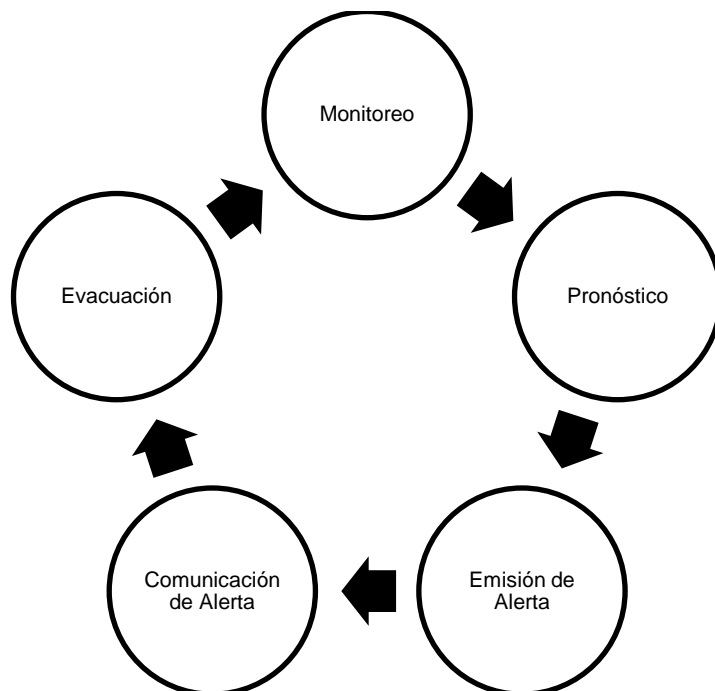 Monitoreo
Pronóstico
Emisión de
Alerta
Comunicación
de Alerta
Evacuación